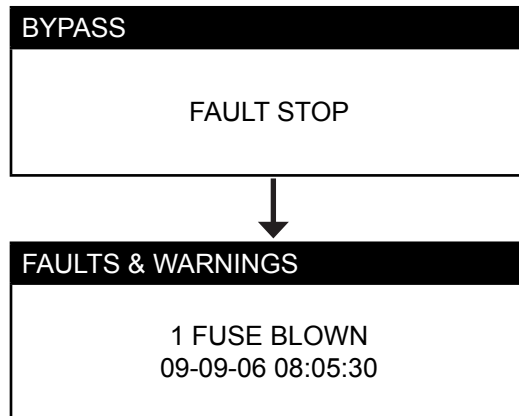 BYPASS
FAULT STOP
FAULTS & WARNINGS
1 FUSE BLOWN
09-09-06 08:05:30